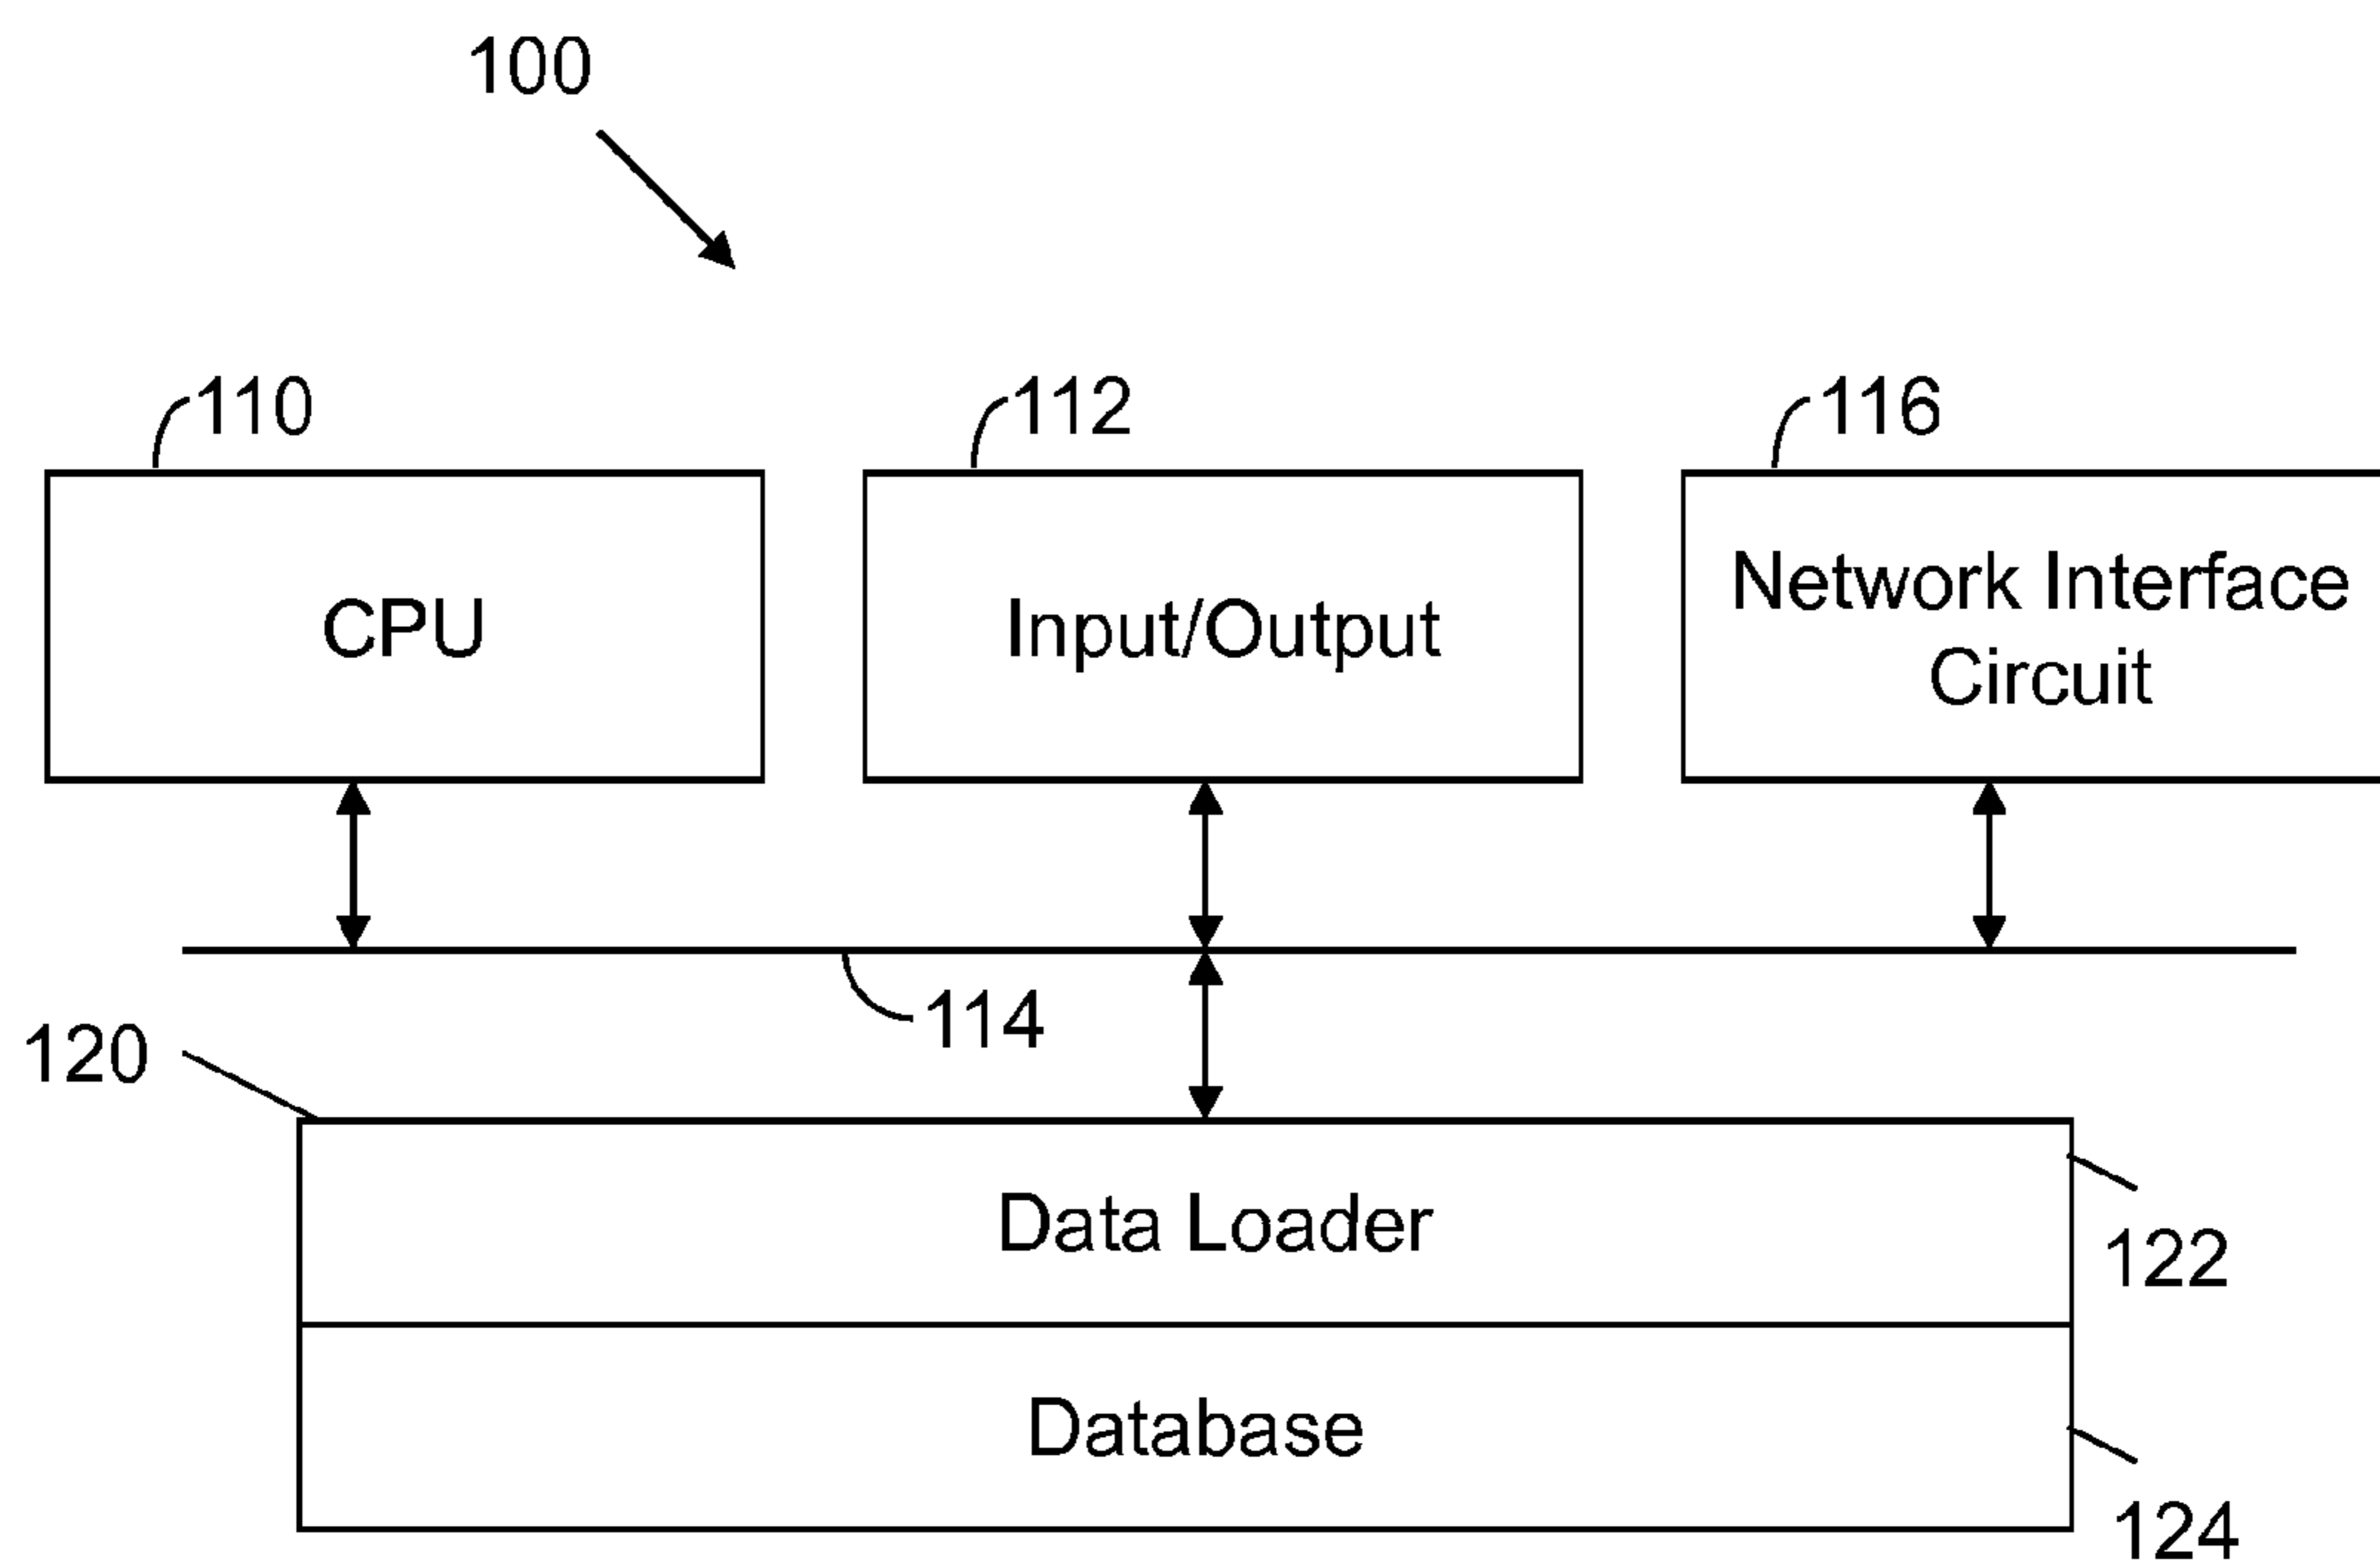 100
110
112
116
CPU
Input/Output
Network Interface
Circuit
114
120
Data Loader
122
Database
124